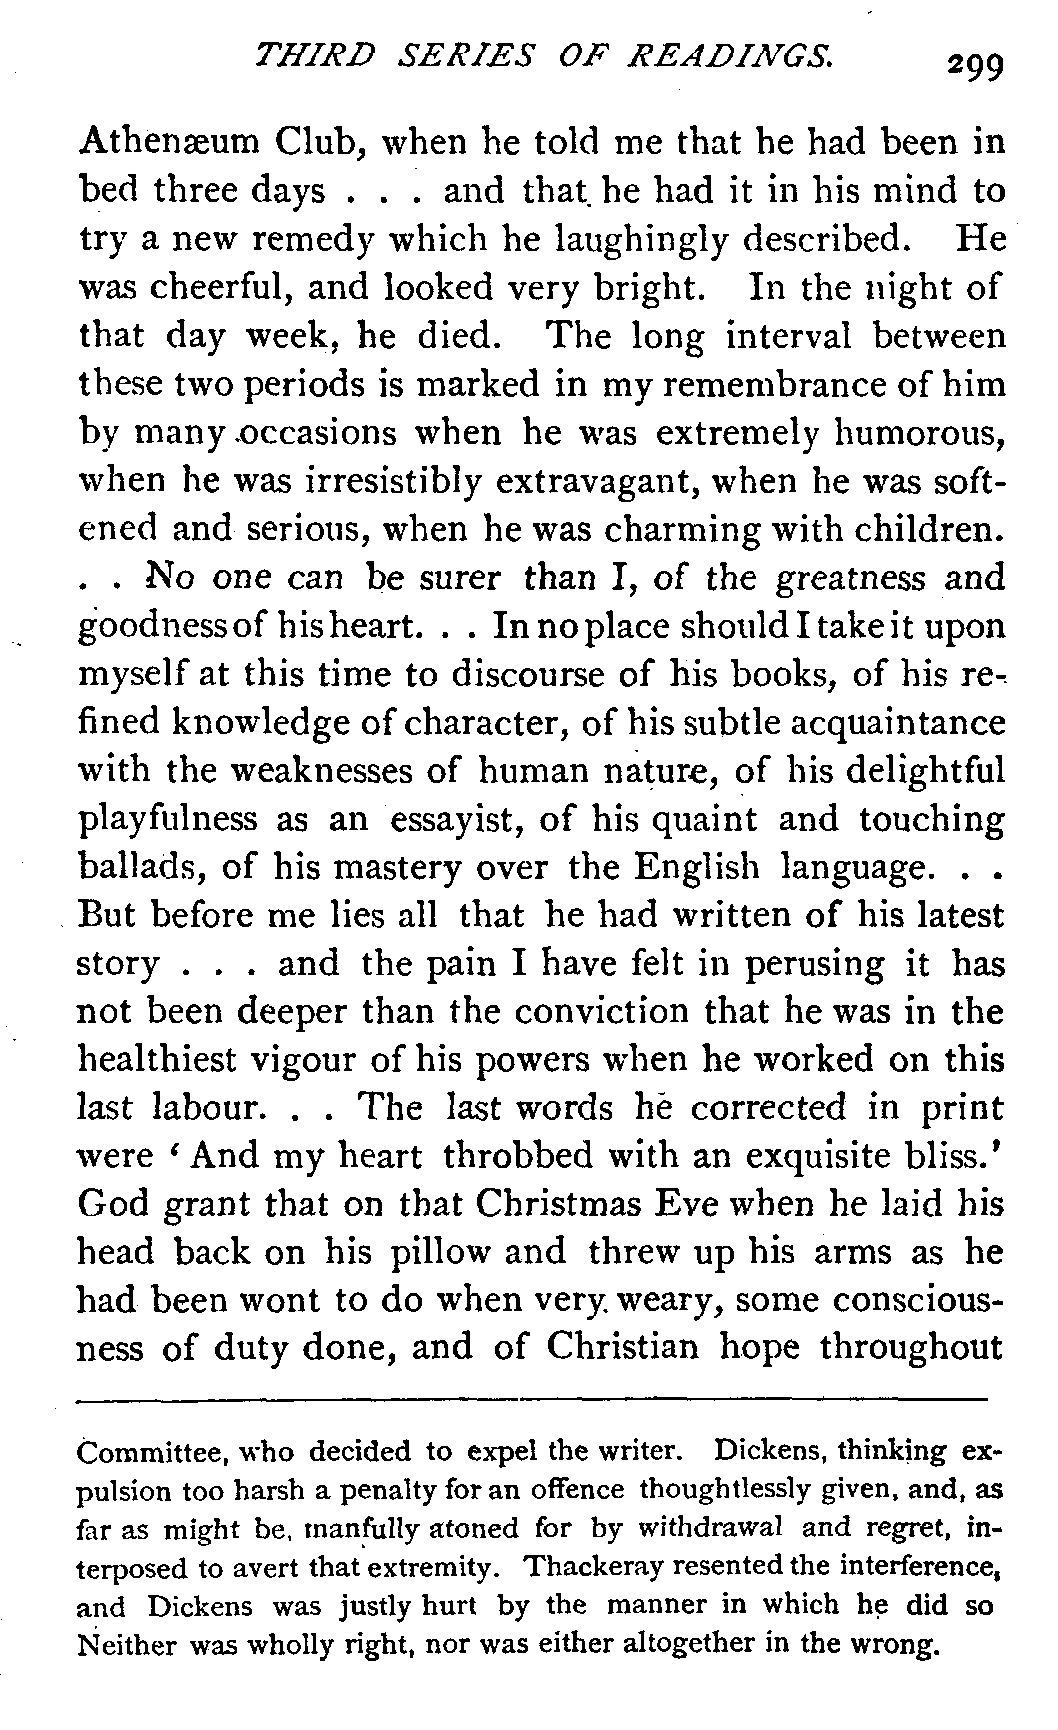 THIRD SERIES OF READINGS. 299
Athenæum Club, when he told me that he had been in
bed three days . . . and that he had it in his mind to
try a new remedy which he laughingly described. He
was cheerful, and looked very bright. In the night of
that day week, he died. The long interval between
these two periods is marked in my remembrance of him
by many occasions when he was extremely humorous,
when he was irresistibly extravagant, when he was soft-
ened and serious, when he was charming with children.
. . No one can be surer than I, of the greatness and
goodness of his heart. . . In no place should I take it upon
myself at this time to discourse of his books, of his re-
fined knowledge of character, of his subtle acquaintance
with the weaknesses of human nature, of his delightful
playfulness as an essayist, of his quaint and touching
ballads, of his mastery over the English language. . .
But before me lies all that he had written of his latest
story . . . and the pain I have felt in perusing it has
not been deeper than the conviction that he was in the
healthiest vigour of his powers when he worked on this
last labour. . . The last words he corrected in print
were ‘ And my heart throbbed with an exquisite bliss.’
God grant that on that Christmas Eve when he laid his
head back on his pillow and threw up his arms as he
had been wont to do when very weary, some conscious-
ness of duty done, and of Christian hope throughout
Committee, who decided to expel the writer. Dickens, thinking ex-
pulsion too harsh a penalty for an offence thoughtlessly given, and, as
far as might be, manfully atoned for by withdrawal and regret, in-
terposed to avert that extremity. Thackeray resented the interference,
and Dickens was justly hurt by the manner in which he did so
Neither was wholly right, nor was either altogether in the wrong.